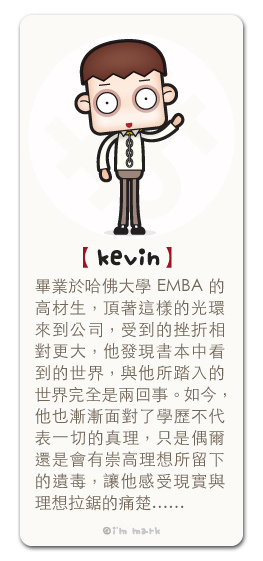 【kevin】
畢業於哈佛大學 EMBA 的
高材生，頂著這樣的光環
來到公司，受到的挫折相
對更大，他發現書本中看
到的世界，與他所踏入的
世界完全是兩回事。如今，
他也漸漸面對了學歷不代
表一切的真理，只是偶爾
還是會有崇高理想所留下
的遺毒，讓他感受現實與
理想拉鋸的痛楚……
©i'm mark